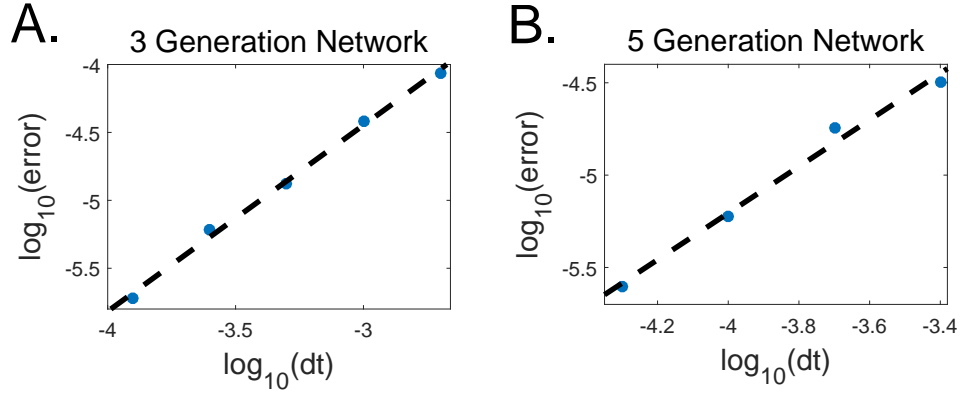 A.
3 Generation Network
-4
-4.5
-5
-5.5
log10(error)
-4
-3.5
-3
log10(dt)
B.
5 Generation Network
-4.5
-5
-5.5
log10(error)
-4.2
-4
-3.8
-3.6
-3.4
log10(dt)